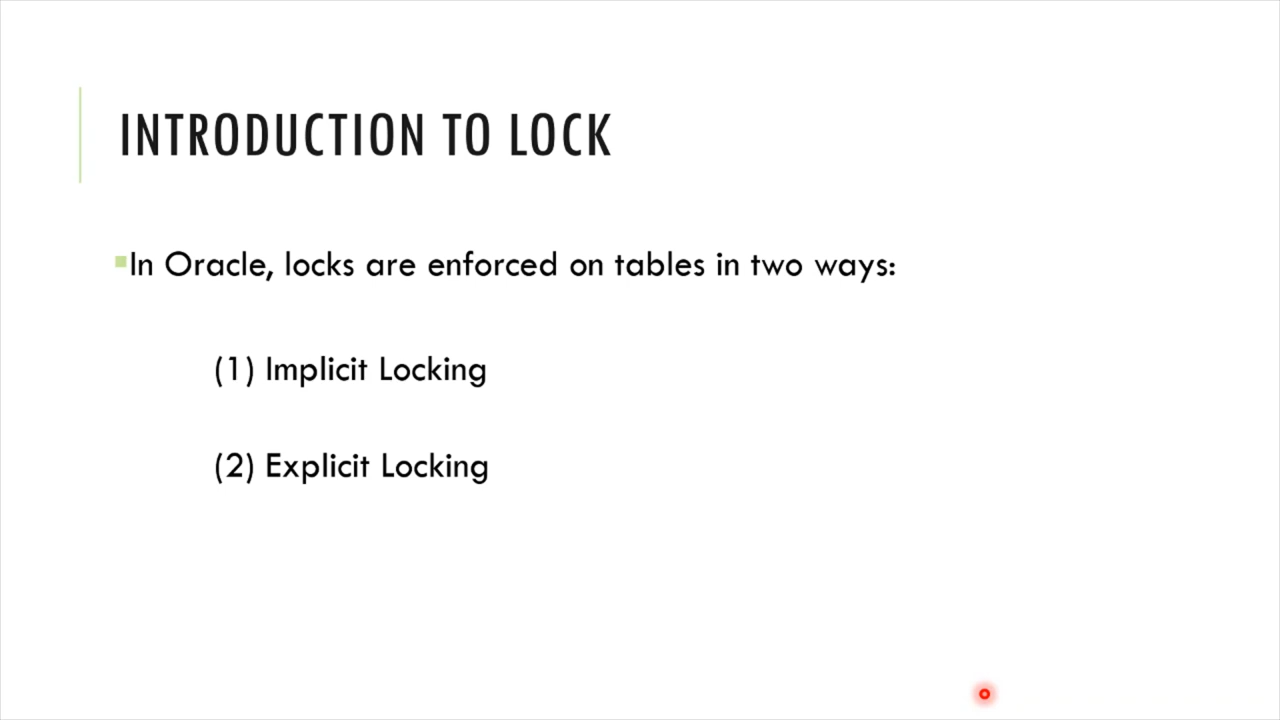 INTRODUCTION TO LOCK
▪In Oracle, locks are enforced on tables in two ways:
(1) Implicit Locking
(2) Explicit Locking